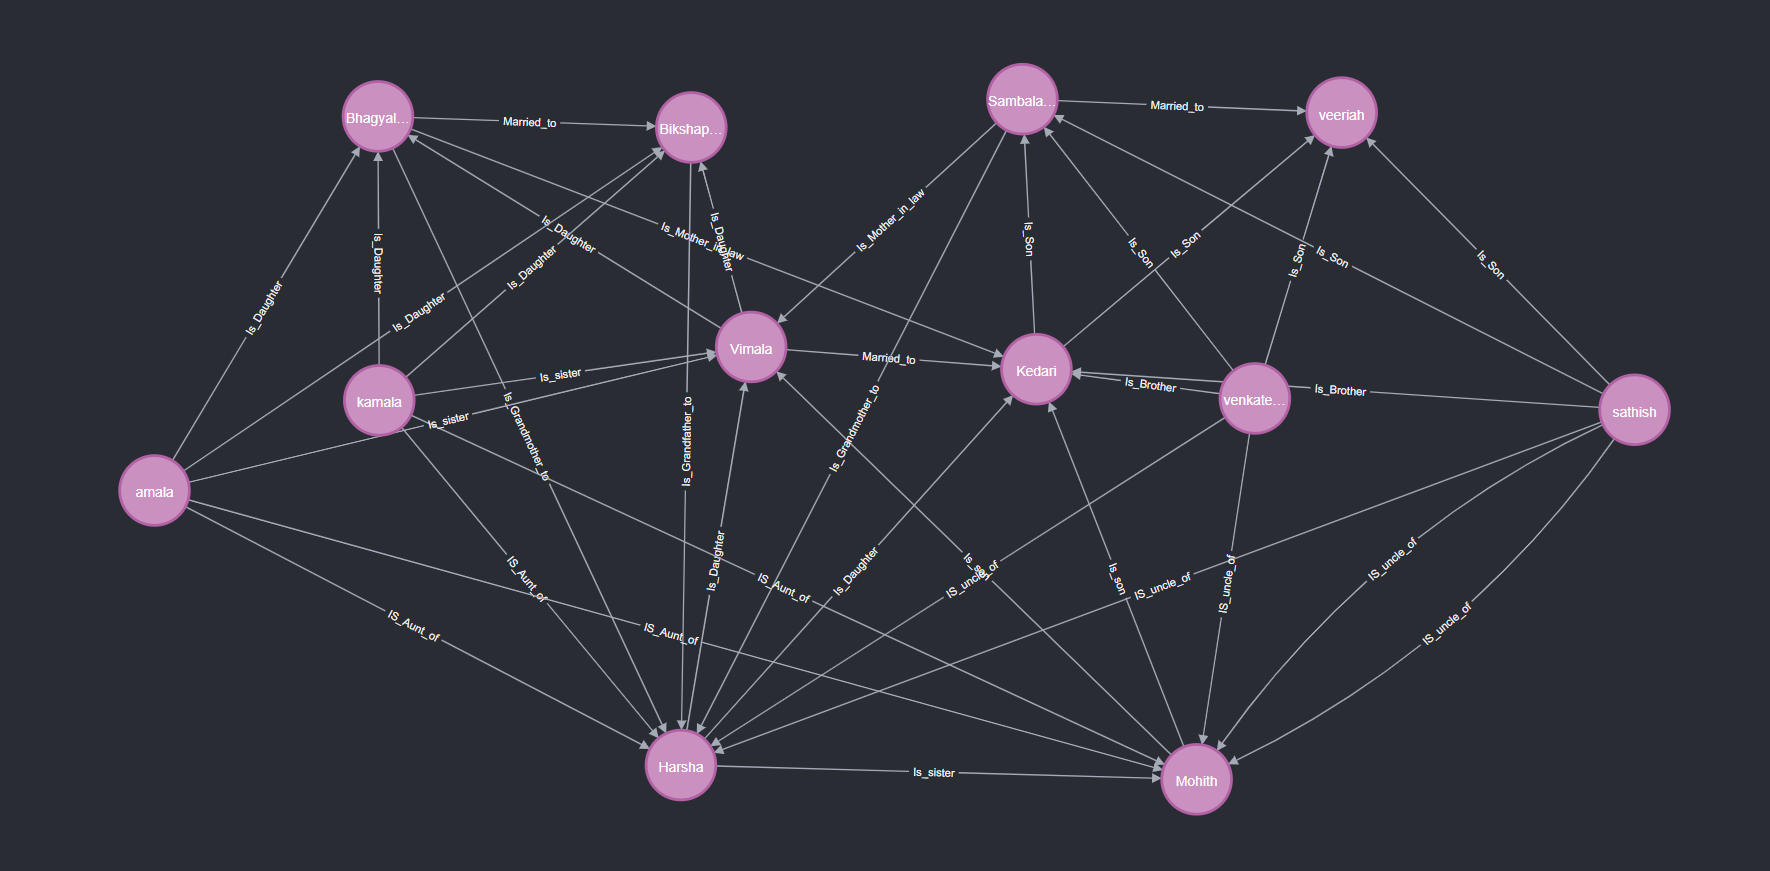 Bhagyal...
Married_to
Bikshap...
Sambala...
Married_to
veeriah
Is_Daughter
Is_Daughter
Is_Daughter
Is_Daughter
Is_Daughter
Is_Daughter
Is_Mother_in_law
Is_Mother_in_law
Is_Son
Is_Son
Is_Son
Is_Son
Is_Son
Is_Son
Vimala
Married_to
Kedari
Is_Brother
venkate...
Is_Brother
sathish
kamala
Is_sister
Is_sister
amala
Is_Grandmother_to
Is_Grandfather_to
Is_Grandmother_to
IS_Aunt_of
IS_Aunt_of
IS_Aunt_of
IS_Aunt_of
Is_Daughter
Is_Daughter
Is_son
Is_son
IS_uncle_of
IS_uncle_of
IS_uncle_of
IS_uncle_of
IS_uncle_of
Harsha
Is_sister
Mohith